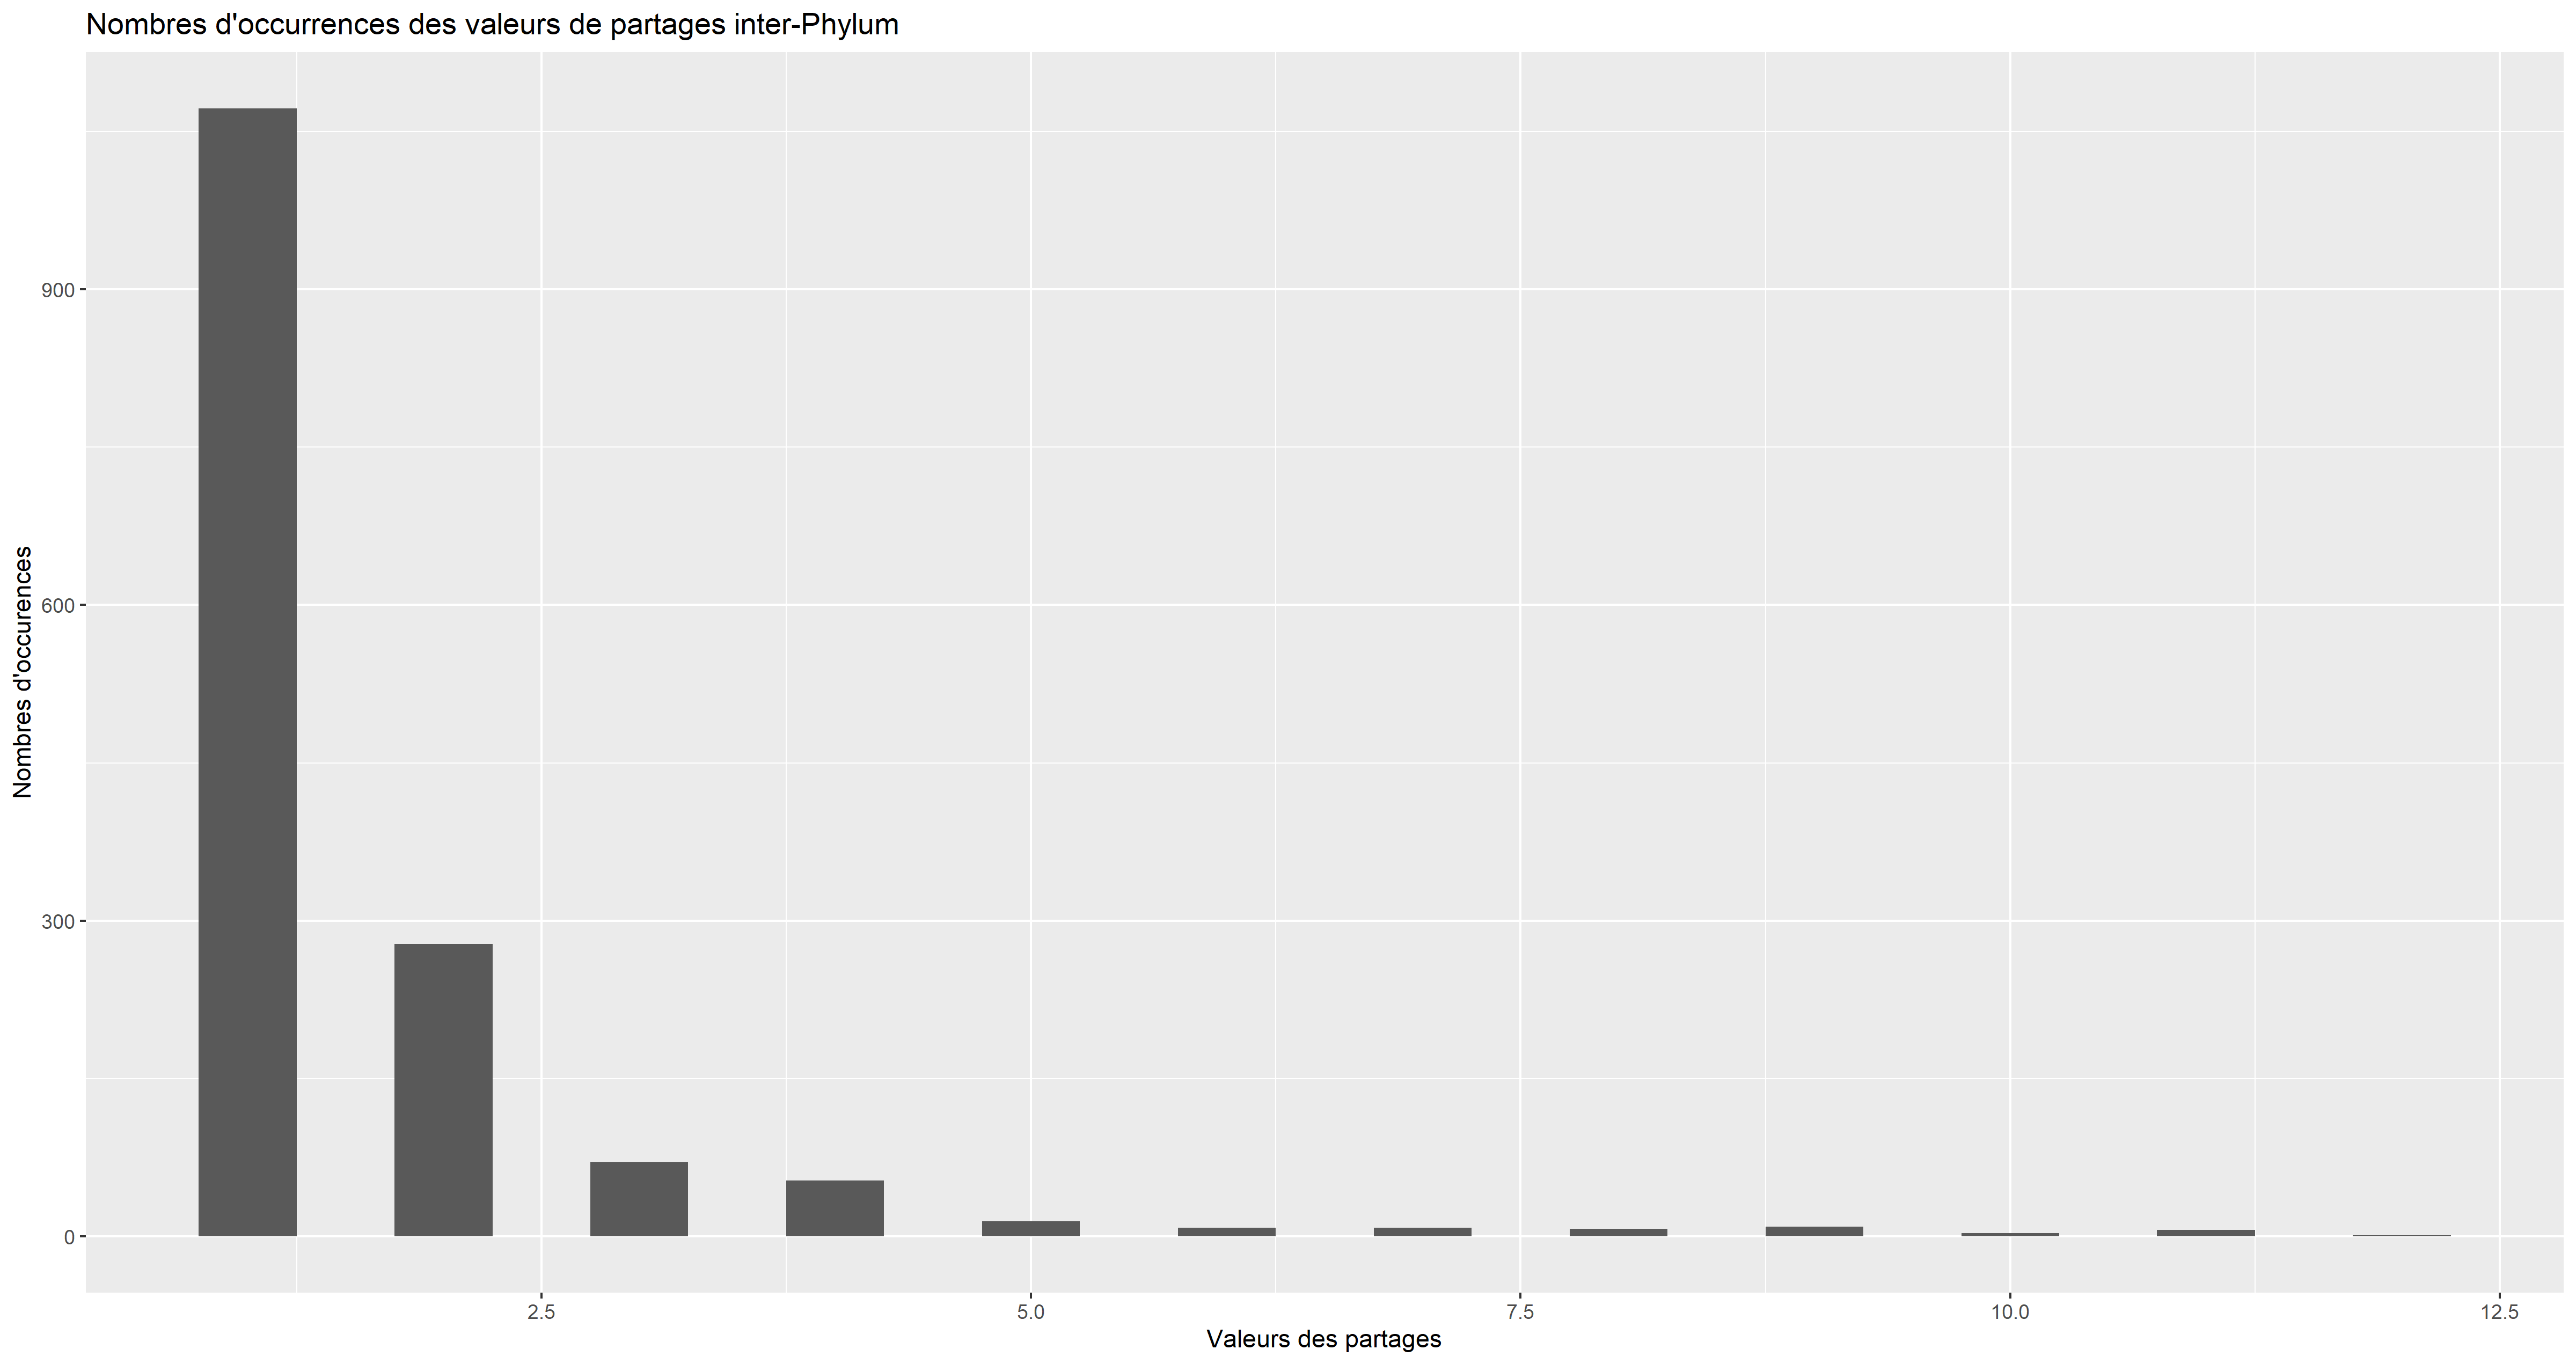 Nombres d'occurrences des valeurs de partages inter-Phylum
Nombres d'occurences
900
600
300
0
2.5 5.0 7.5 10.0 12.5
Valeurs des partages